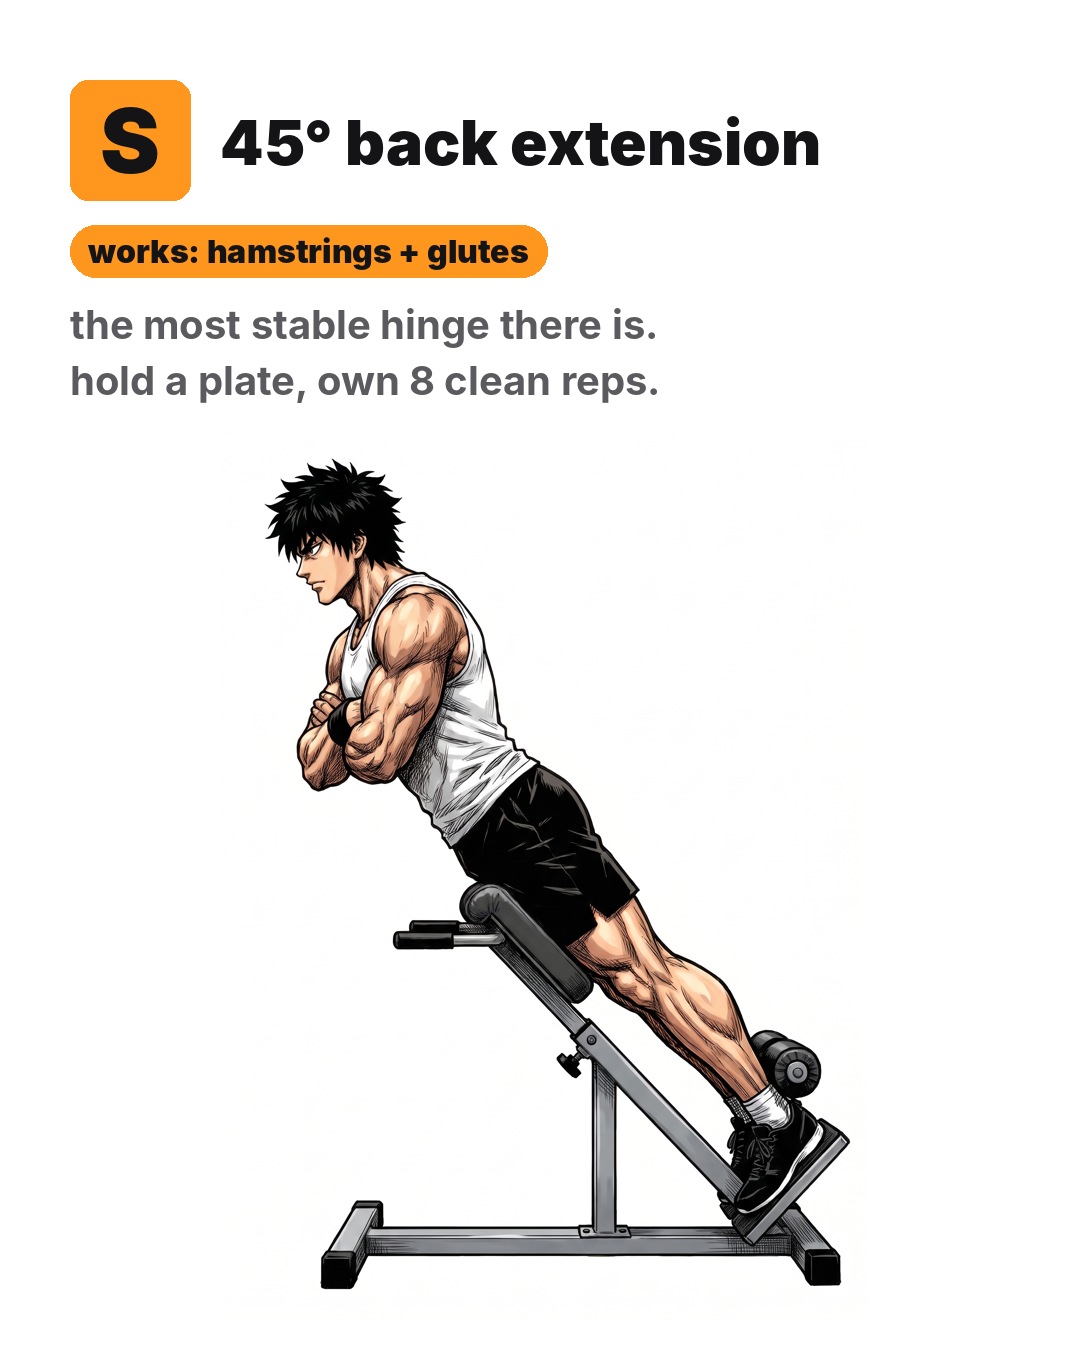 S
45° back extension
works: hamstrings + glutes
the most stable hinge there is.
hold a plate, own 8 clean reps.